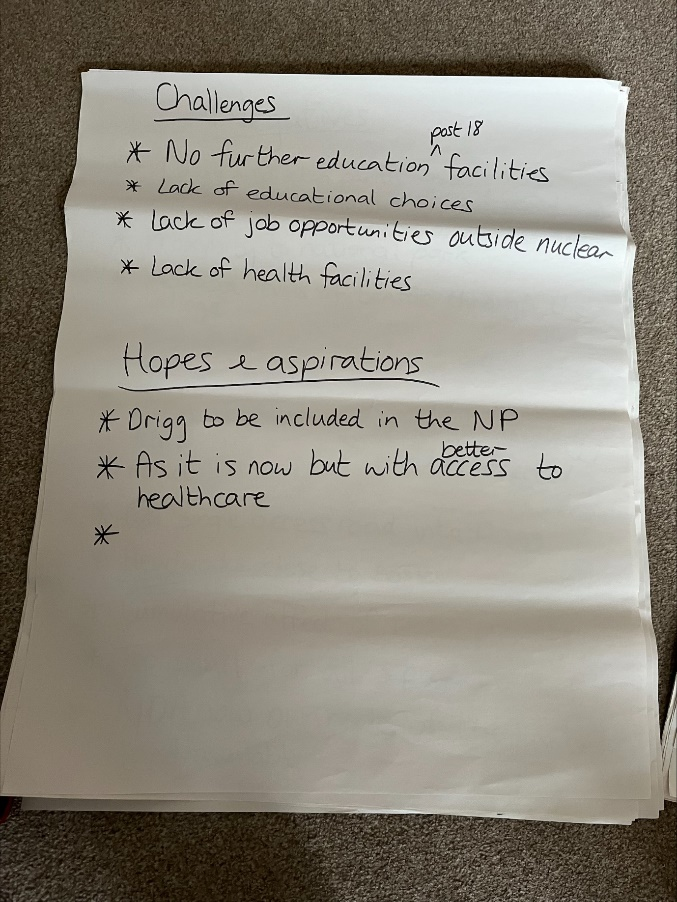 Challenges
post 18
* No further education ^ facilities
* Lack of educational choices
* Lack of job opportunities outside nuclear
* Lack of health facilities
Hopes & aspirations
* Drigg to be included in the NP
better
* As it is now but with access to
healthcare
*